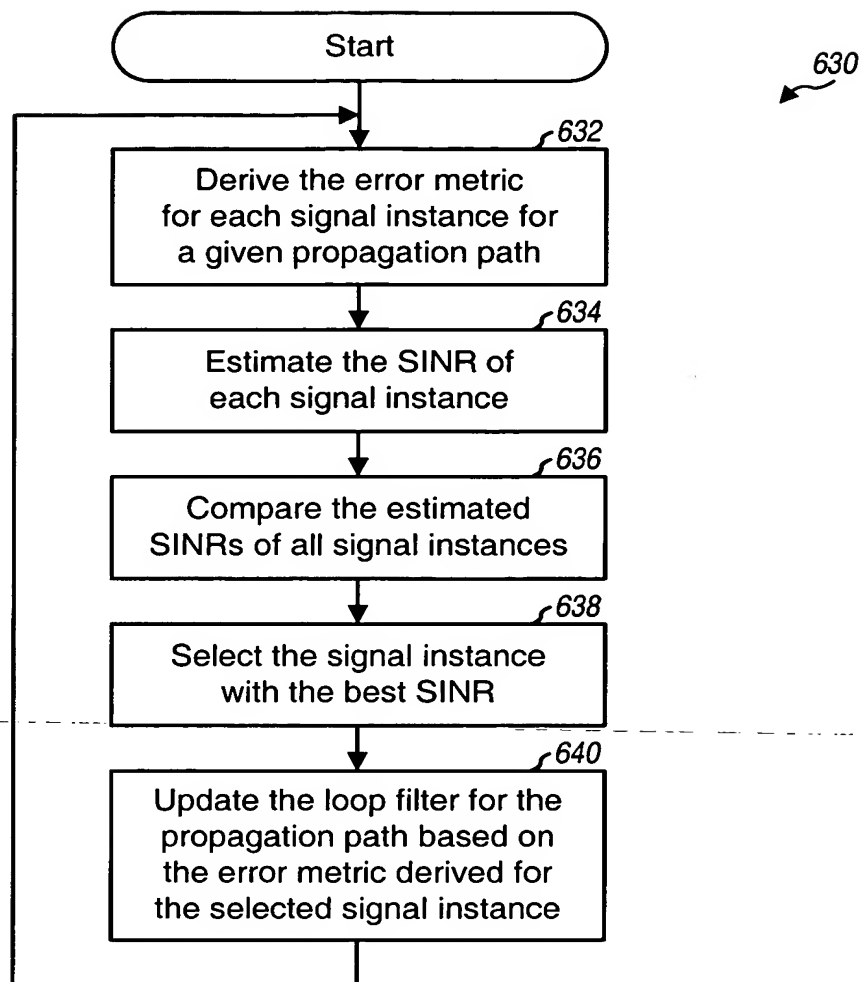 Start
630
632
Derive the error metric
for each signal instance for
a given propagation path
634
Estimate the SINR of
each signal instance
636
Compare the estimated
SINRs of all signal instances
638
Select the signal instance
with the best SINR
640
Update the loop filter for the
propagation path based on
the error metric derived for
the selected signal instance